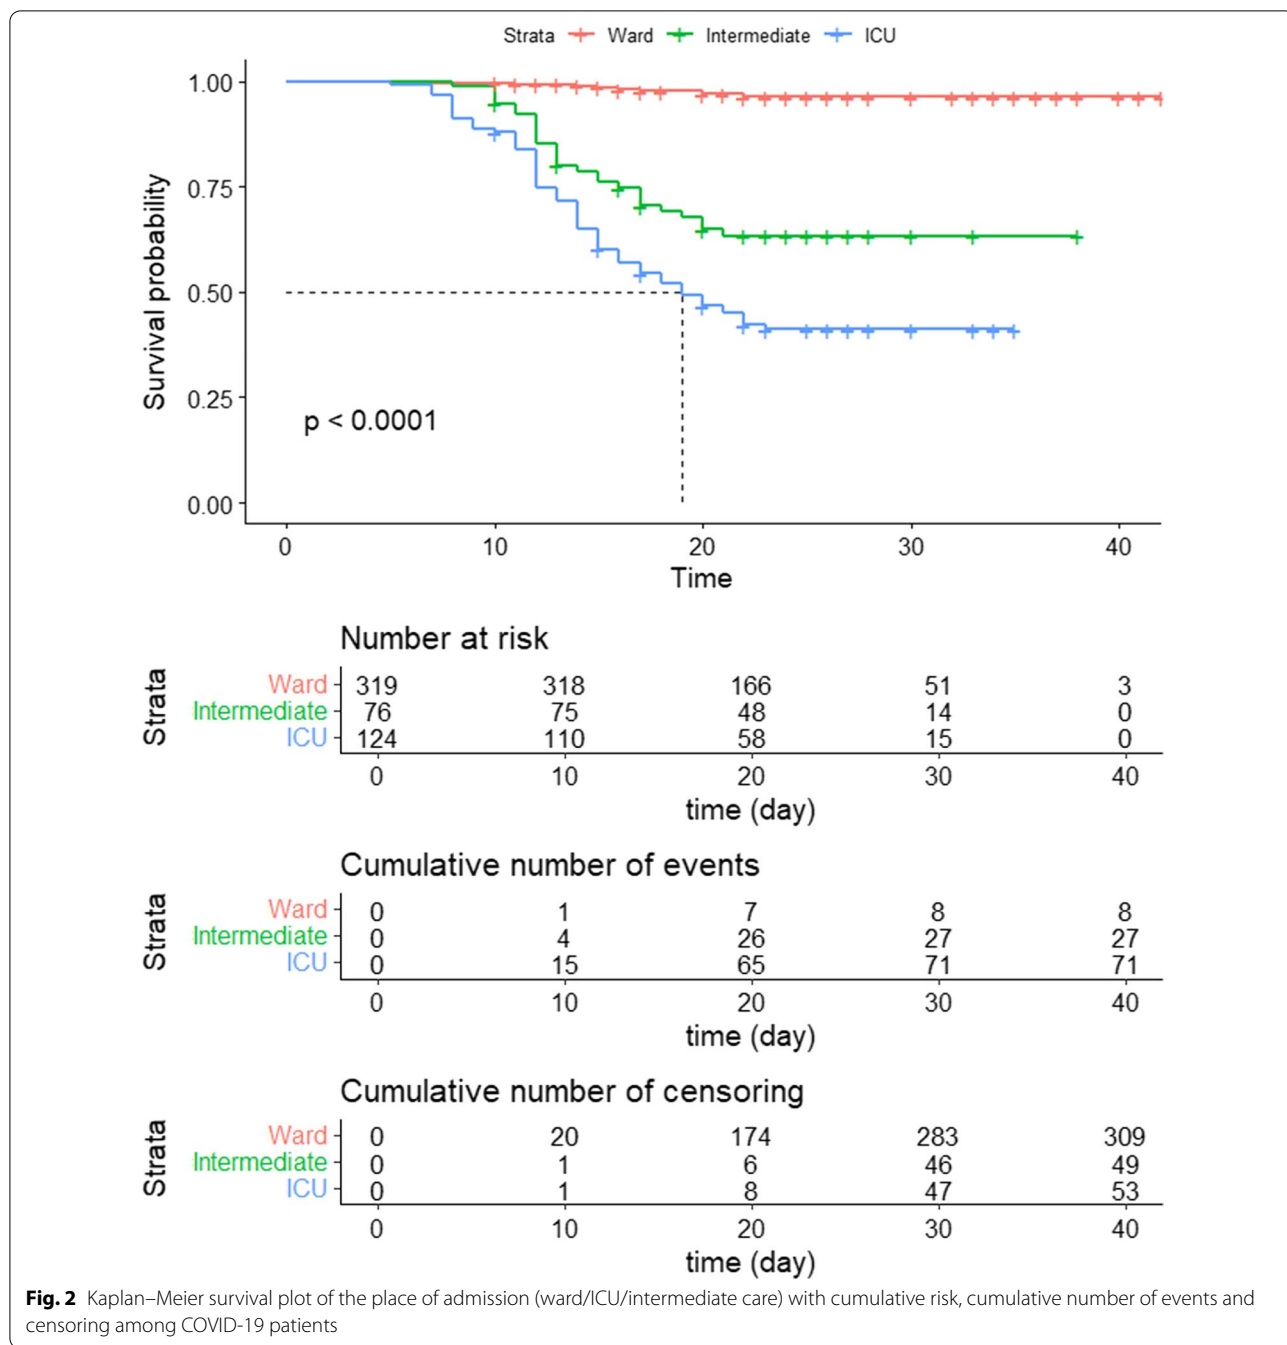 Strata Ward Intermediate ICU
Survival probability
1.00
0.75
0.50
0.25
0.00
p < 0.0001
0 10 20 30 40
Time
Number at risk
Strata
Ward 319 318 166 51 3
Intermediate 76 75 48 14 0
ICU 124 110 58 15 0
0 10 20 30 40
time (day)
Cumulative number of events
Strata
Ward 0 1 7 8 8
Intermediate 0 4 26 27 27
ICU 0 15 65 71 71
0 10 20 30 40
time (day)
Cumulative number of censoring
Strata
Ward 0 20 174 283 309
Intermediate 0 1 6 46 49
ICU 0 1 8 47 53
0 10 20 30 40
time (day)
Fig. 2 Kaplan–Meier survival plot of the place of admission (ward/ICU/intermediate care) with cumulative risk, cumulative number of events and
censoring among COVID-19 patients